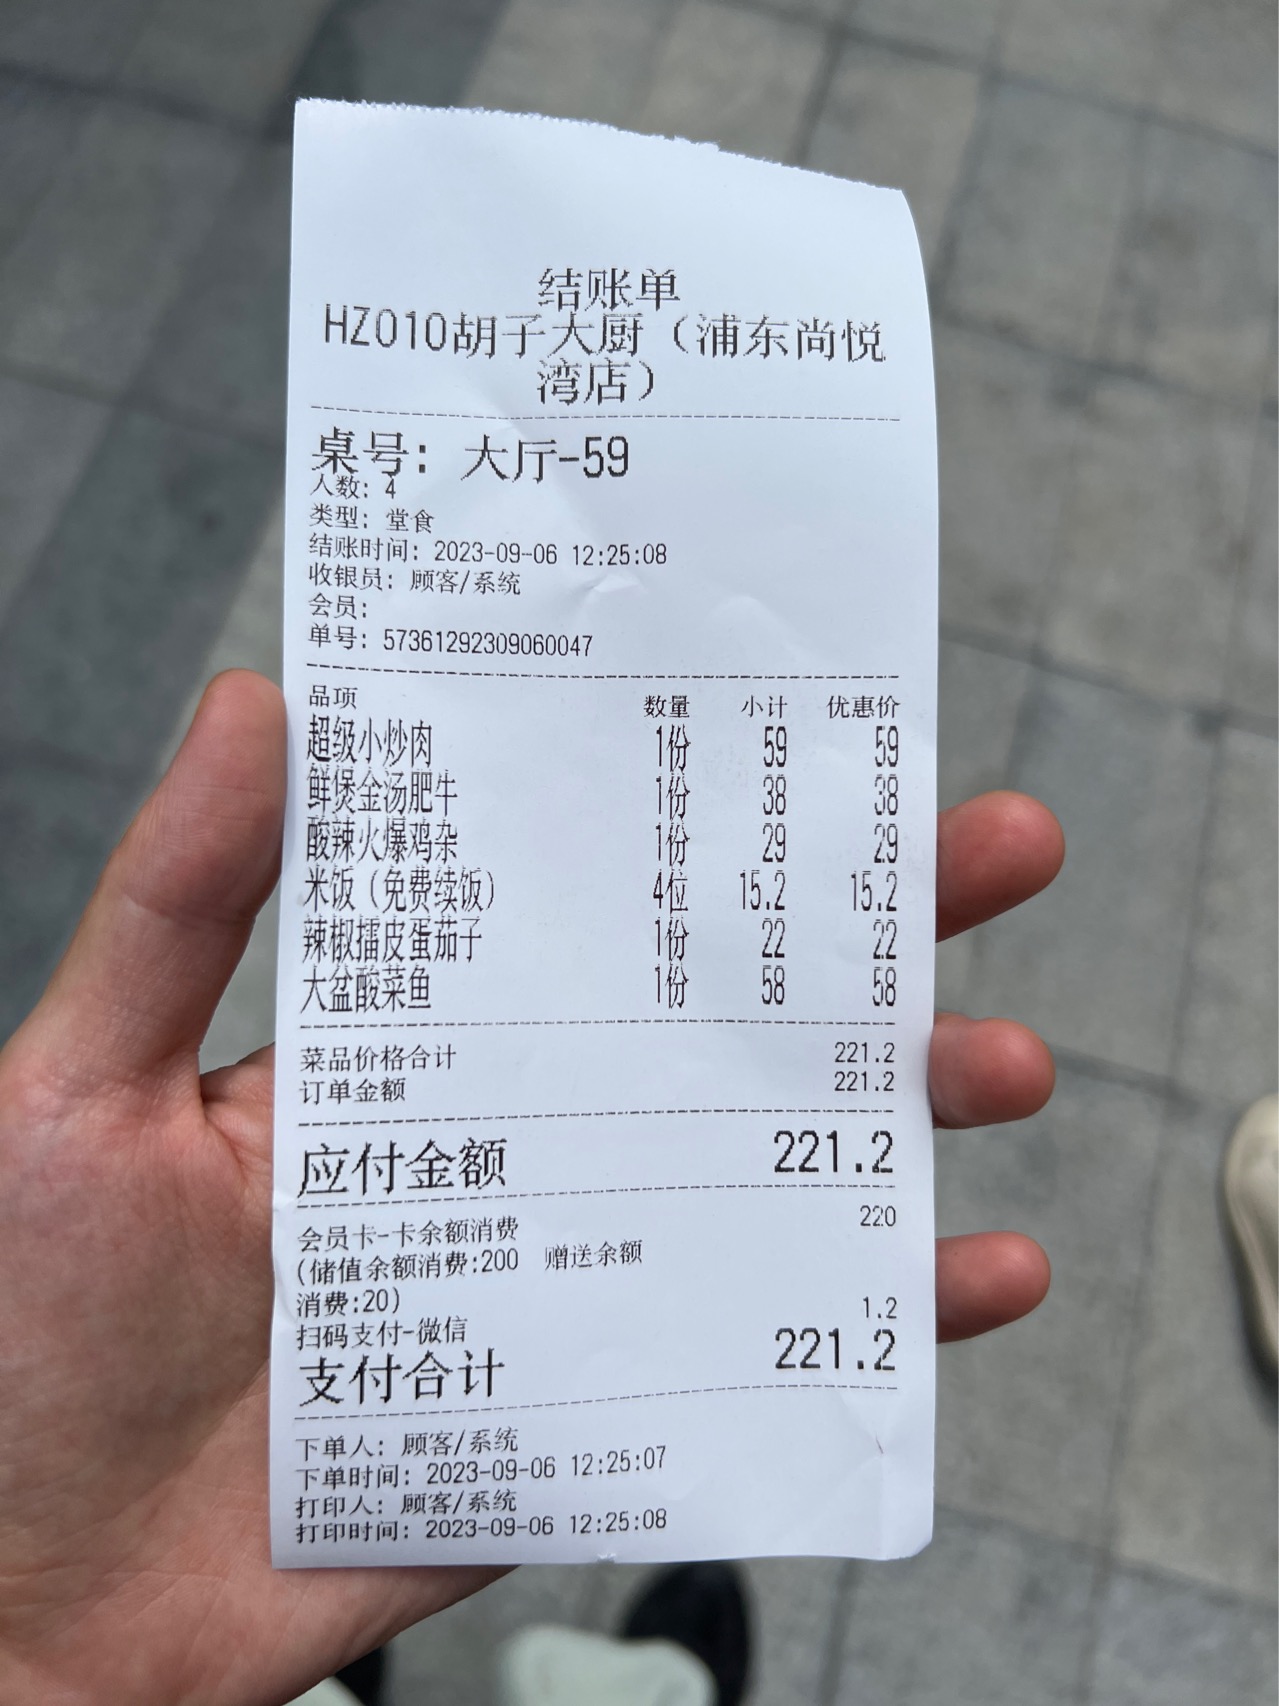 结账单
HZ010胡子大厨（浦东尚悦
湾店）
桌号：大厅-59
人数：4
类型：堂食
结账时间：2023-09-06 12:25:08
收银员：顾客/系统
会员：
单号：57361292309060047
品项 数量 小计 优惠价
超级小炒肉 1份 59 59
鲜煲金汤肥牛 1份 38 38
酸辣火爆鸡杂 1份 29 29
米饭（免费续饭） 4位 15.2 15.2
辣椒擂皮蛋茄子 1份 22 22
大盆酸菜鱼 1份 58 58
菜品价格合计 221.2
订单金额 221.2
应付金额 221.2
会员卡-卡余额消费 220
(储值余额消费:200 赠送余额
消费:20)
扫码支付-微信 1.2
支付合计 221.2
下单人：顾客/系统
下单时间：2023-09-06 12:25:07
打印人：顾客/系统
打印时间：2023-09-06 12:25:08